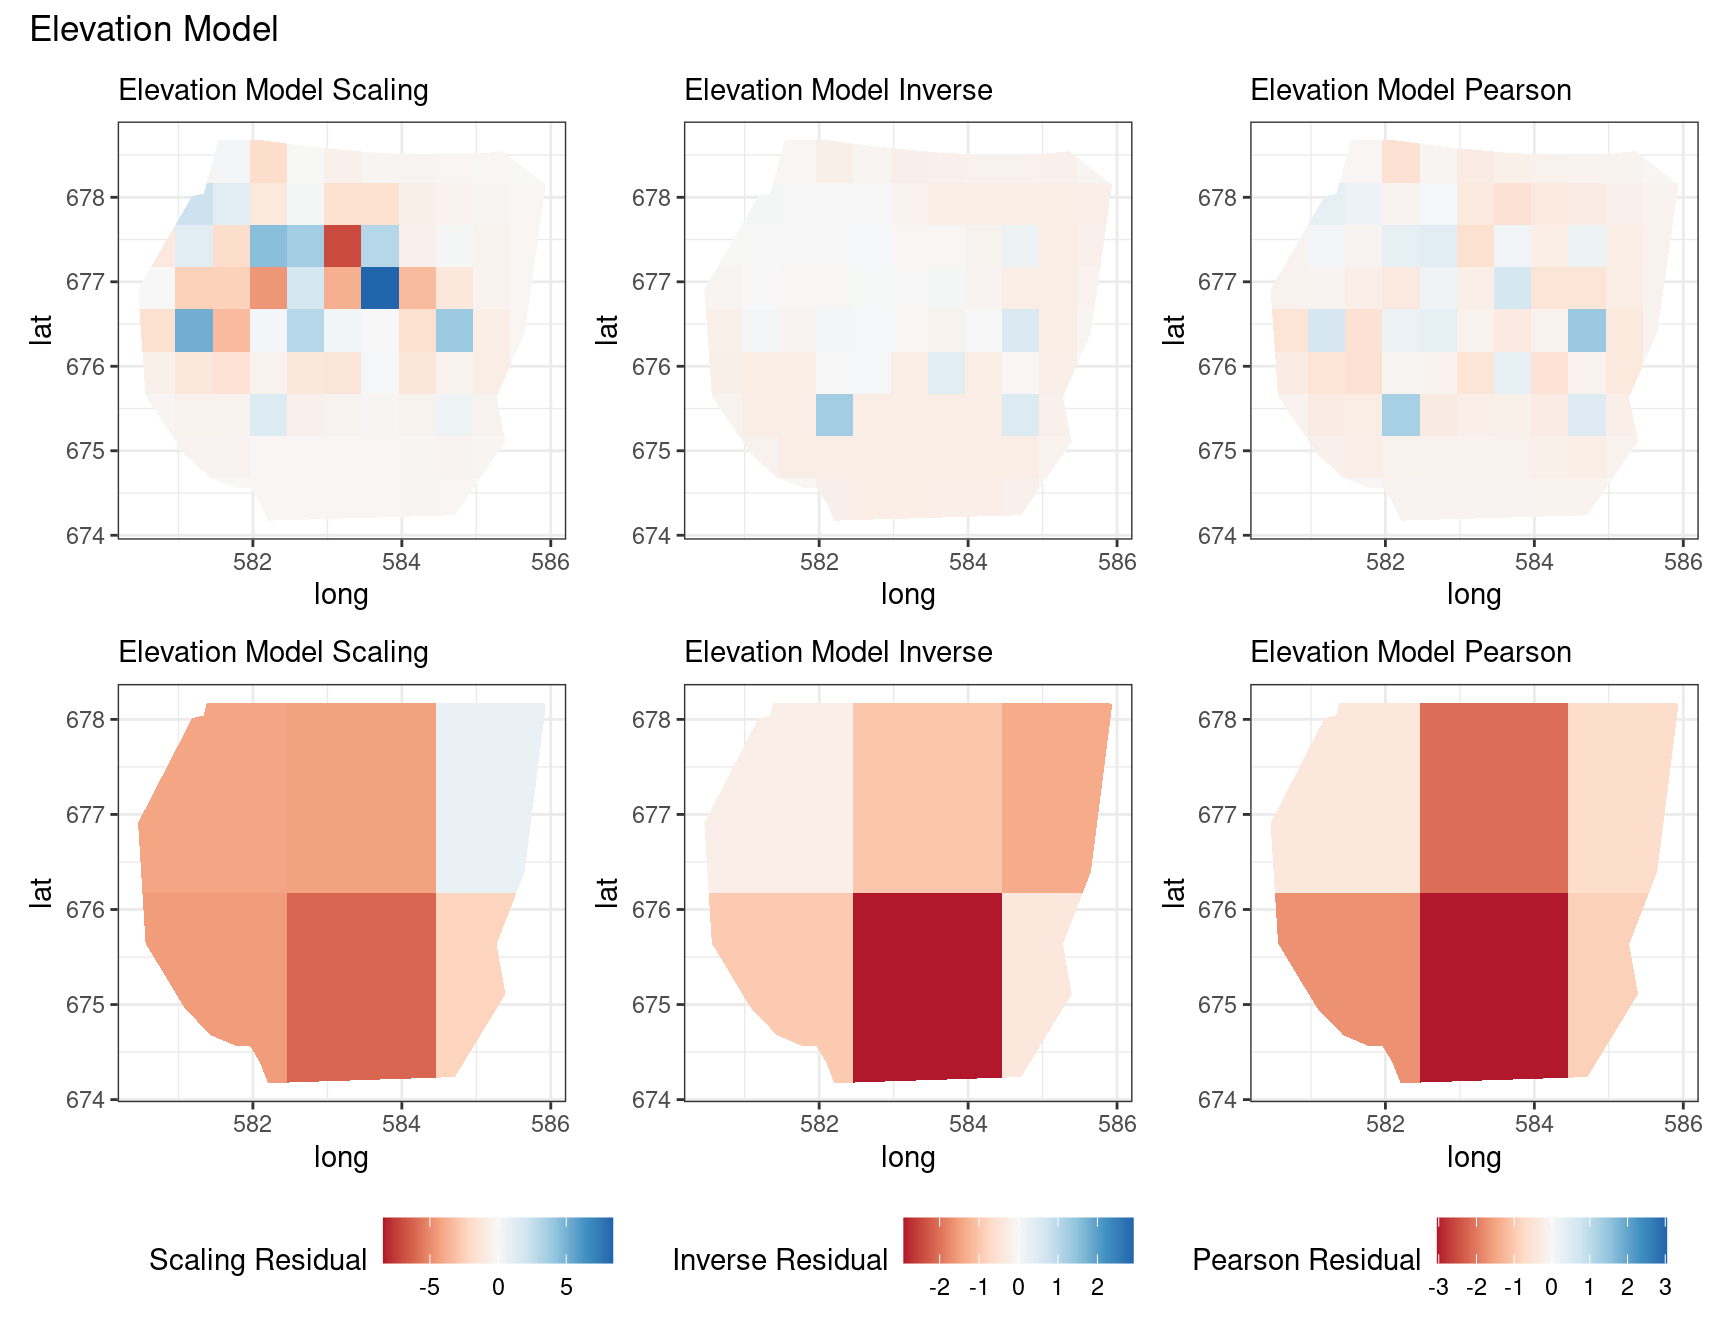 Elevation Model
Elevation Model Scaling
Elevation Model Inverse
Elevation Model Pearson
678
677
676
675
674
lat
582 584 586
long
678
677
676
675
674
lat
582 584 586
long
678
677
676
675
674
lat
582 584 586
long
Elevation Model Scaling
Elevation Model Inverse
Elevation Model Pearson
678
677
676
675
674
lat
582 584 586
long
678
677
676
675
674
lat
582 584 586
long
678
677
676
675
674
lat
582 584 586
long
Scaling Residual
-5 0 5
Inverse Residual
-2 -1 0 1 2
Pearson Residual
-3 -2 -1 0 1 2 3